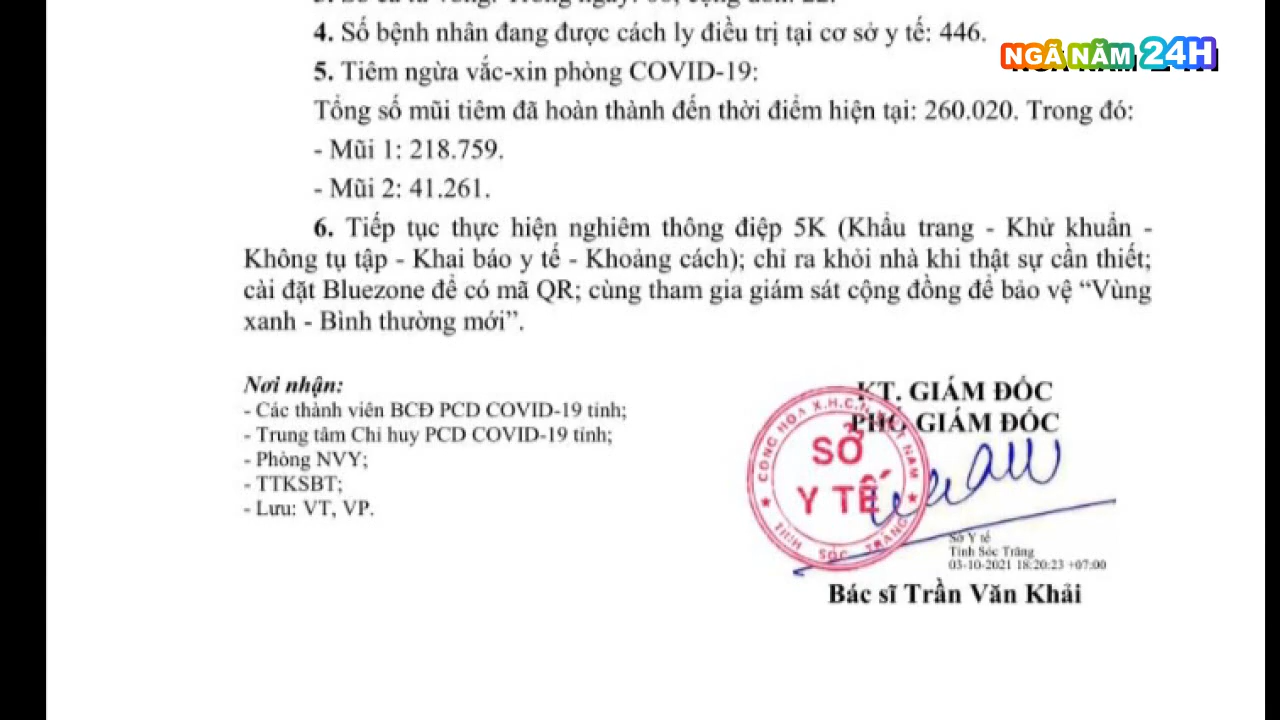 4. Số bệnh nhân đang được cách ly điều trị tại cơ sở y tế: 446.
NGÃ NĂM 24H
5. Tiêm ngừa vắc-xin phòng COVID-19:
Tổng số mũi tiêm đã hoàn thành đến thời điểm hiện tại: 260.020. Trong đó:
- Mũi 1: 218.759.
- Mũi 2: 41.261.
6. Tiếp tục thực hiện nghiêm thông điệp 5K (Khẩu trang - Khử khuẩn -
Không tụ tập - Khai báo y tế - Khoảng cách); chỉ ra khỏi nhà khi thật sự cần thiết;
cài đặt Bluezone để có mã QR; cùng tham gia giám sát cộng đồng để bảo vệ “Vùng
xanh - Bình thường mới”.
Nơi nhận:
- Các thành viên BCĐ PCD COVID-19 tỉnh;
- Trung tâm Chỉ huy PCD COVID-19 tỉnh;
- Phòng NVY;
- TTKSBT;
- Lưu: VT, VP.
KT. GIÁM ĐỐC
PHÓ GIÁM ĐỐC
CỘNG HÒA X.H.C.N VIỆT NAM
SỞ
Y TẾ
TỈNH SÓC TRĂNG
Sở Y tế
Tỉnh Sóc Trăng
03-10-2021 18:20:23 +07:00
Bác sĩ Trần Văn Khải